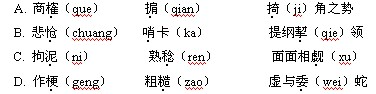 A. 商榷（que） 掮（qian） 掎（ji）角之势
B. 悲怆（chuang） 哨卡（ka） 提纲挈（qie）领
C. 拘泥（ni） 熟稔（ren） 面面相觑（xu）
D. 作梗（geng） 粗糙（zao） 虚与委（wei）蛇